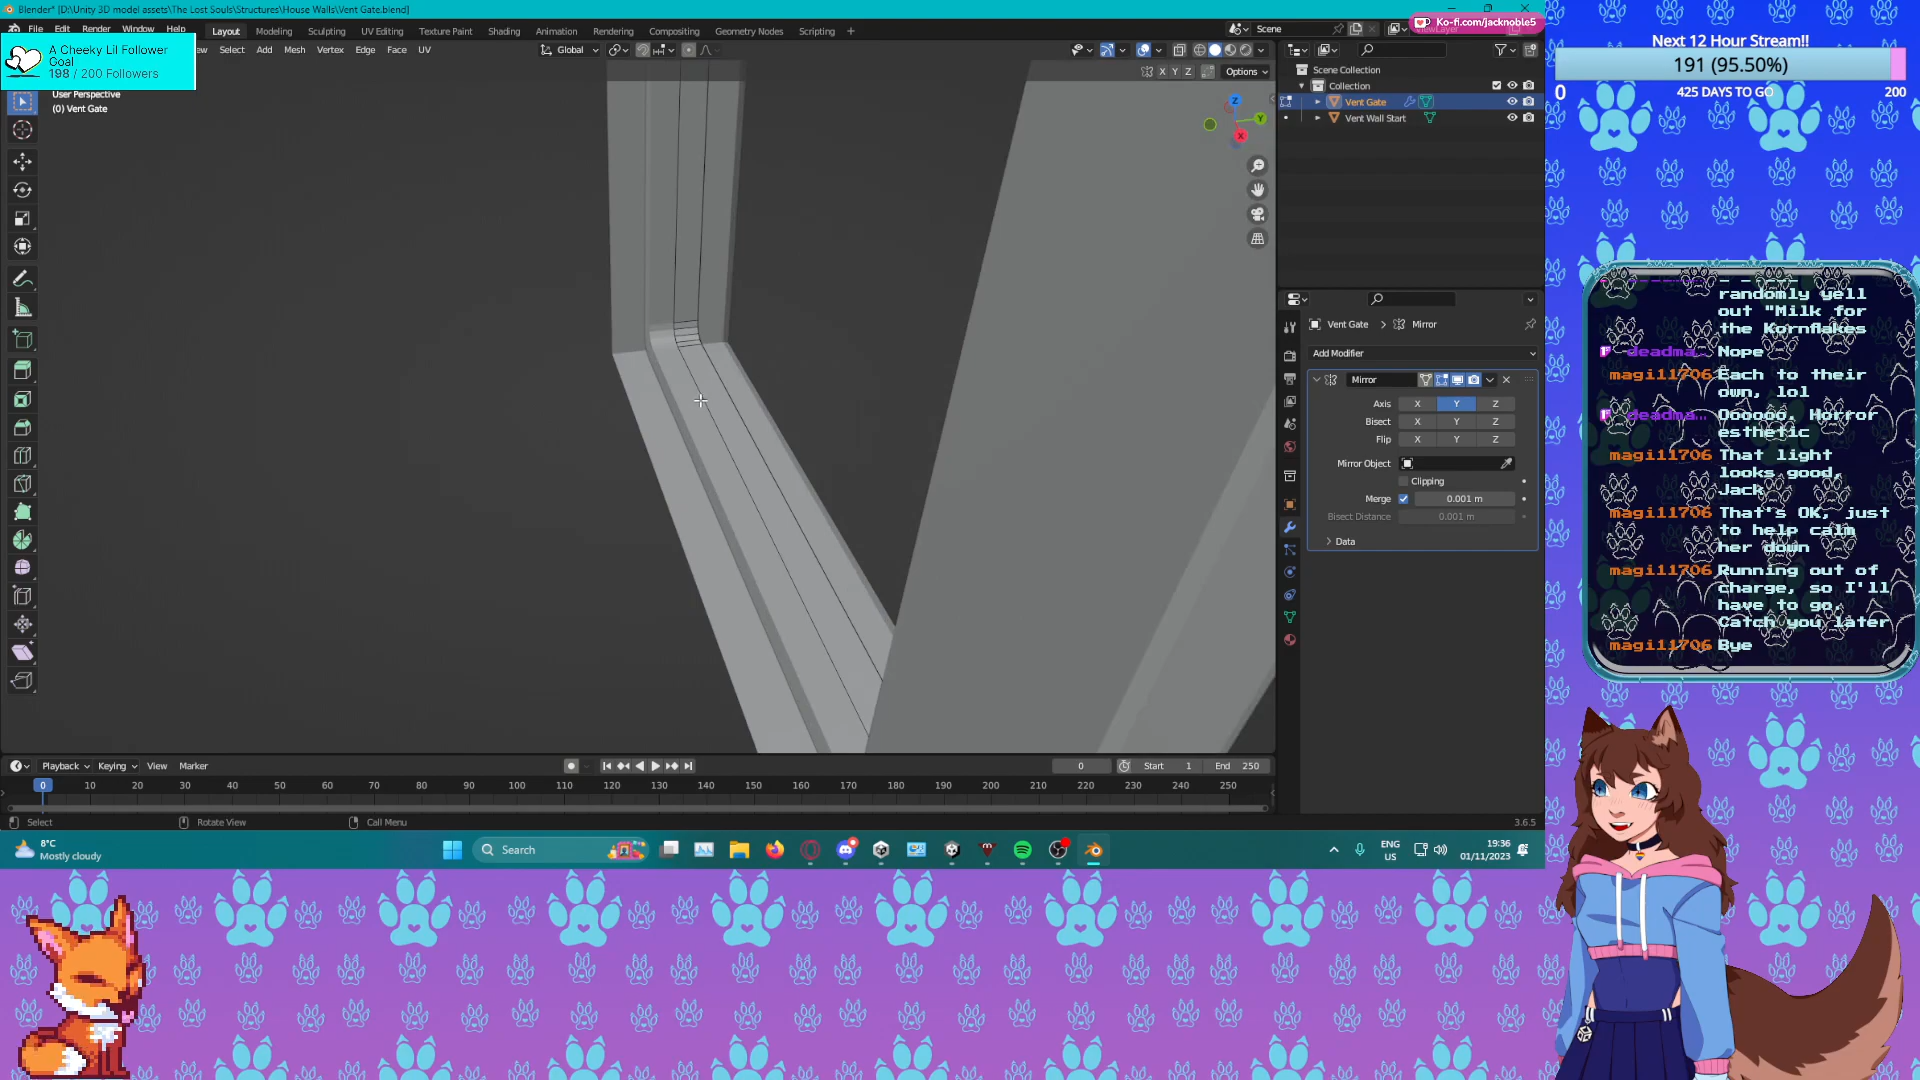 Blender* [D:\Unity 3D model assets\The Lost Souls\Structures\House Walls\Vent Gate.blend]
File Edit Render Window Help
Layout Modeling Sculpting UV Editing Texture Paint Shading Animation Rendering Compositing Geometry Nodes Scripting +
Scene
Ko-fi.com/jacknoble5
A Cheeky Lil Follower
Goal
198 / 200 Followers
Select Add Mesh Vertex Edge Face UV
Global
X Y Z Options
User Perspective
(0) Vent Gate
Z
Y
X
Scene Collection
Collection
Vent Gate
Vent Wall Start
Vent Gate > Mirror
Add Modifier
Mirror
Axis X Y Z
Bisect X Y Z
Flip X Y Z
Mirror Object
Clipping
Merge 0.001 m
Bisect Distance 0.001 m
Data
Playback Keying View Marker
0 Start 1 End 250
0 10 20 30 40 50 60 70 80 90 100 110 120 130 140 150 160 170 180 190 200 210 220 230 240 250
Select Rotate View Call Menu 3.6.5
8°C
Mostly cloudy
Search
ENG
US
19:36
01/11/2023
Next 12 Hour Stream!!
191 (95.50%)
0 425 DAYS TO GO 200
randomly yell
out "Milk for
the Kornflakes
deadma... Nope
magi11706 Each to their
own, lol
deadma... Oooooo, Horror
esthetic
magi11706 That light
looks good,
Jack
magi11706 That's OK, just
to help calm
her down
magi11706 Running out of
charge, so I'll
have to go.
Catch you later
magi11706 Bye